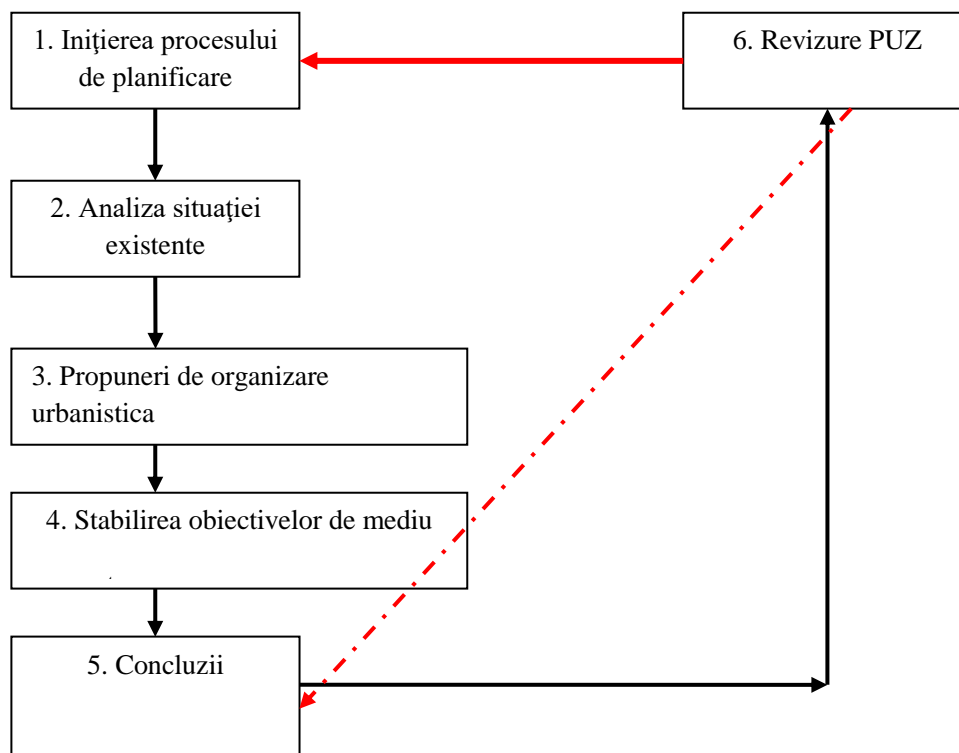 1. Iniţierea procesului
de planificare
6. Revizure PUZ
2. Analiza situaţiei
existente
3. Propuneri de organizare
urbanistica
4. Stabilirea obiectivelor de mediu
5. Concluzii